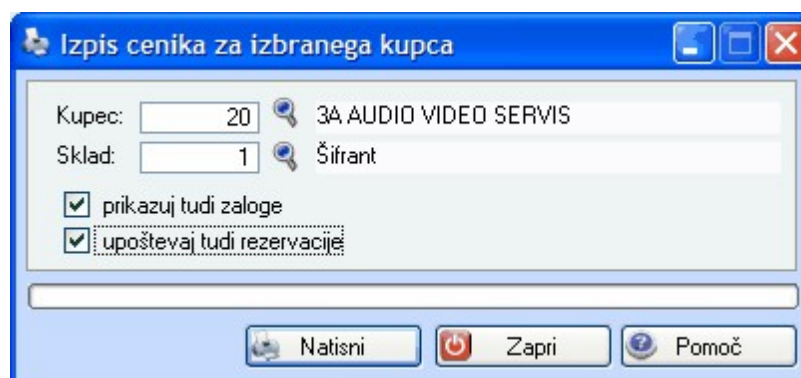 Izpis cenika za izbranega kupca
Kupec: 20 3A AUDIO VIDEO SERVIS
Sklad: 1 Šifrant
prikazuj tudi zaloge
upoštevaj tudi rezervacije
Natisni Zapri Pomoč